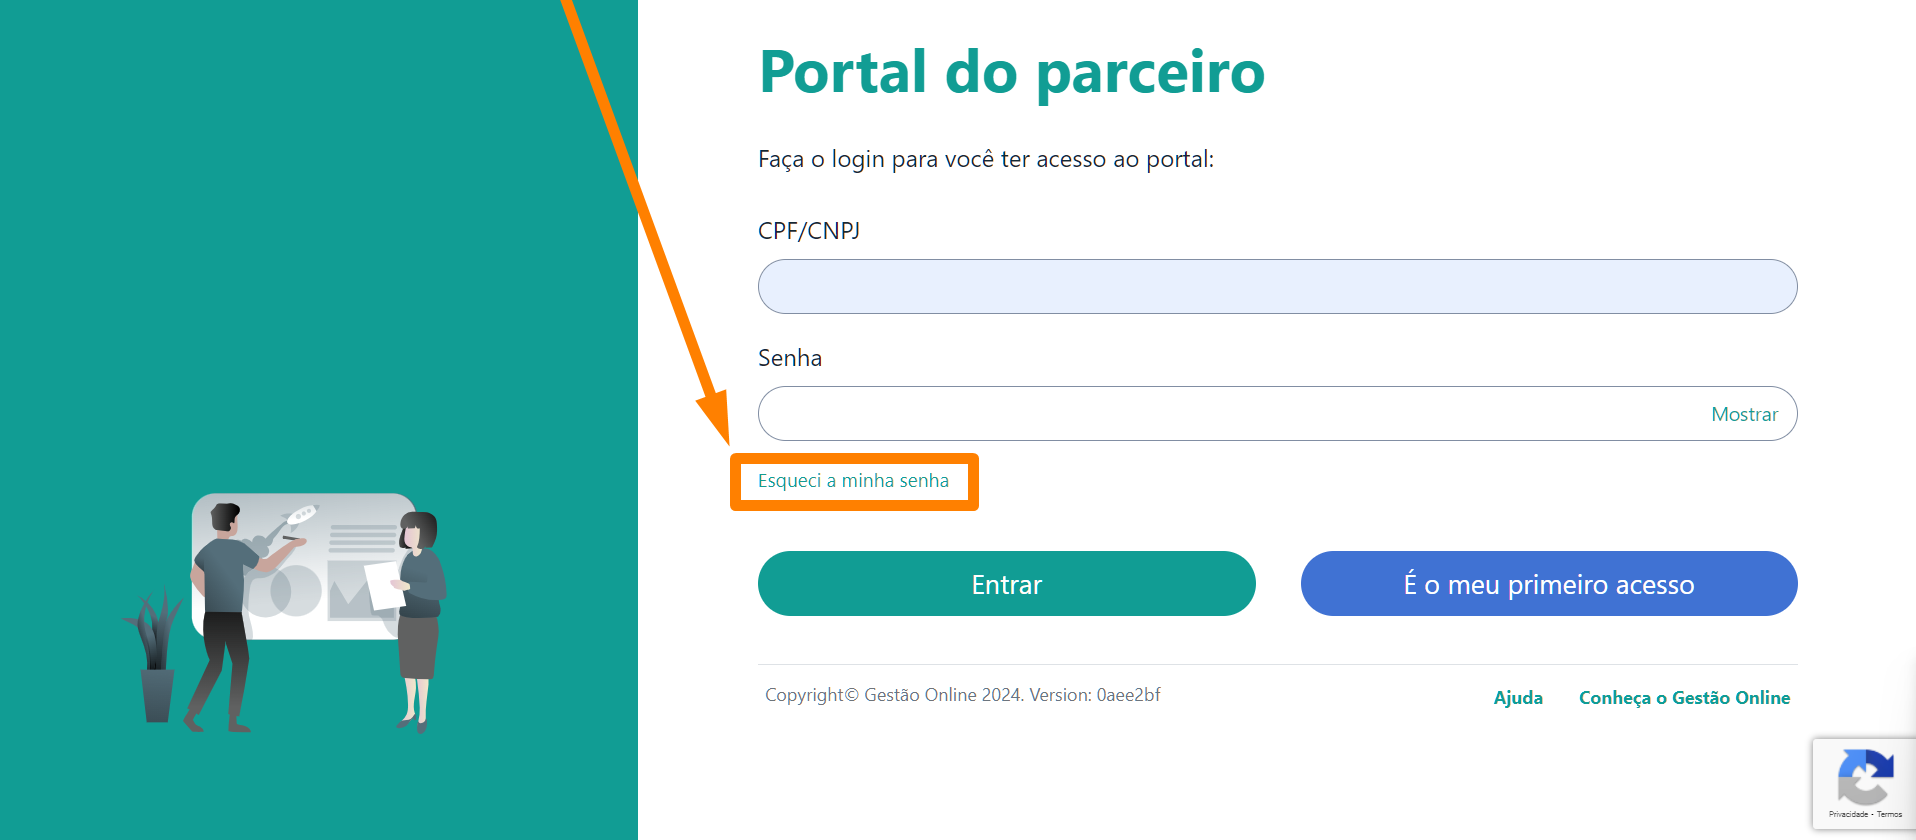 Portal do parceiro
Faça o login para você ter acesso ao portal:
CPF/CNPJ
Senha
Mostrar
Esqueci a minha senha
Entrar
É o meu primeiro acesso
Copyright© Gestão Online 2024. Version: 0aee2bf
Ajuda
Conheça o Gestão Online
Privacidade - Termos